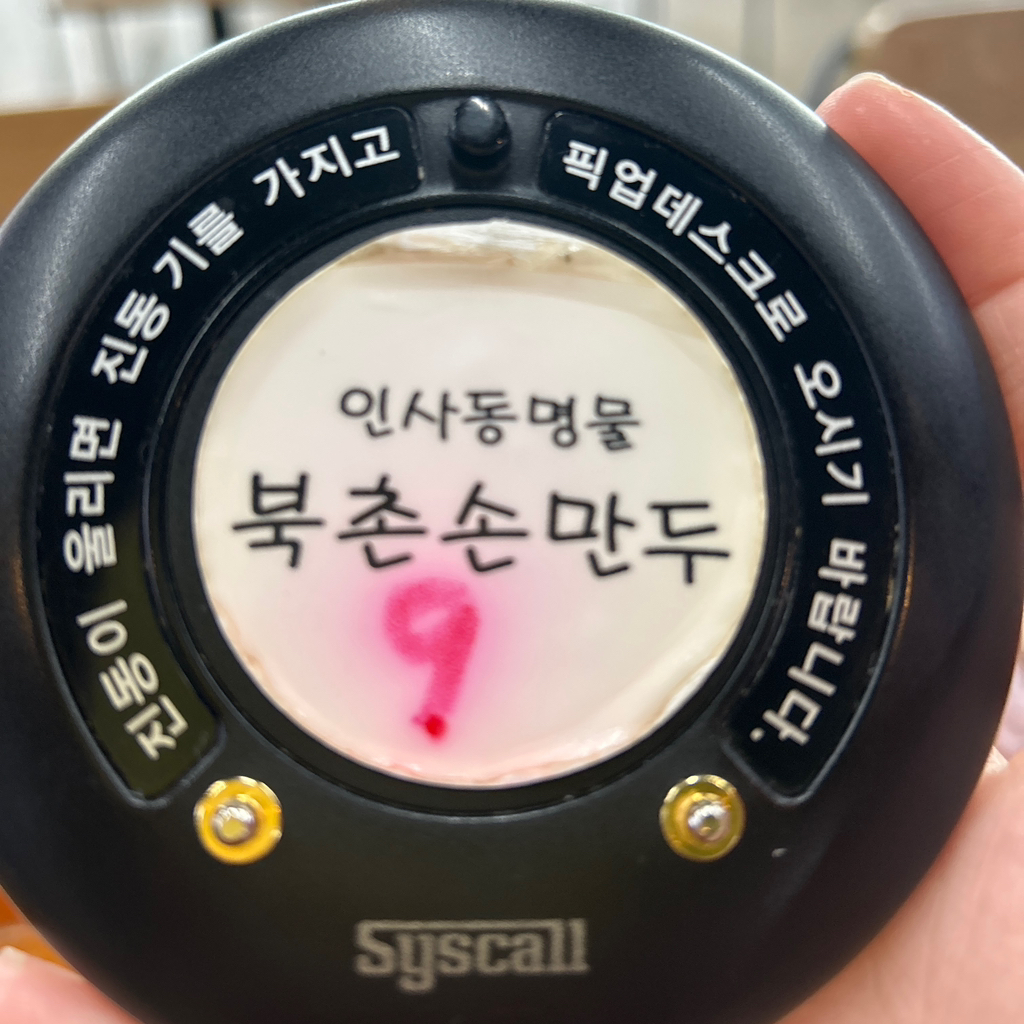 진동이 울리면 진동기를 가지고
픽업데스크로 오시기 바랍니다.
인사동명물
북촌손만두
9
Syscall